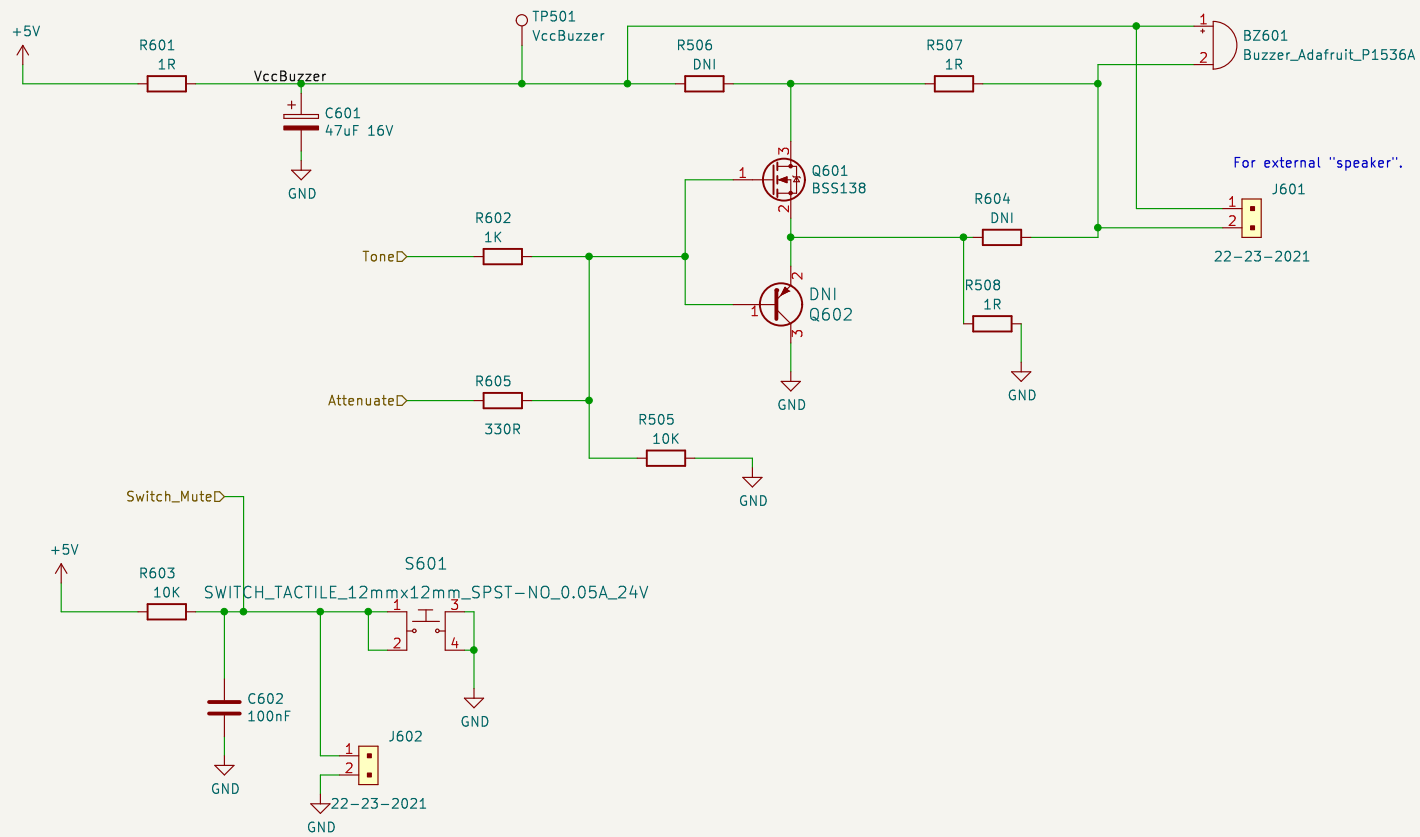 +5V
R601
1R
VccBuzzer
C601
47uF 16V
+
GND
TP501
VccBuzzer
R506
DNI
R507
1R
1
+
2
BZ601
Buzzer_Adafruit_P1536A
For external "speaker".
J601
1
2
22-23-2021
3
1
2
Q601
BSS138
R604
DNI
R508
1R
GND
Tone
R602
1K
2
1
3
DNI
Q602
GND
Attenuate
R605
330R
R505
10K
GND
Switch_Mute
+5V
R603
10K
S601
SWITCH_TACTILE_12mmx12mm_SPST-NO_0.05A_24V
1
2
3
4
GND
C602
100nF
GND
J602
1
2
22-23-2021
GND